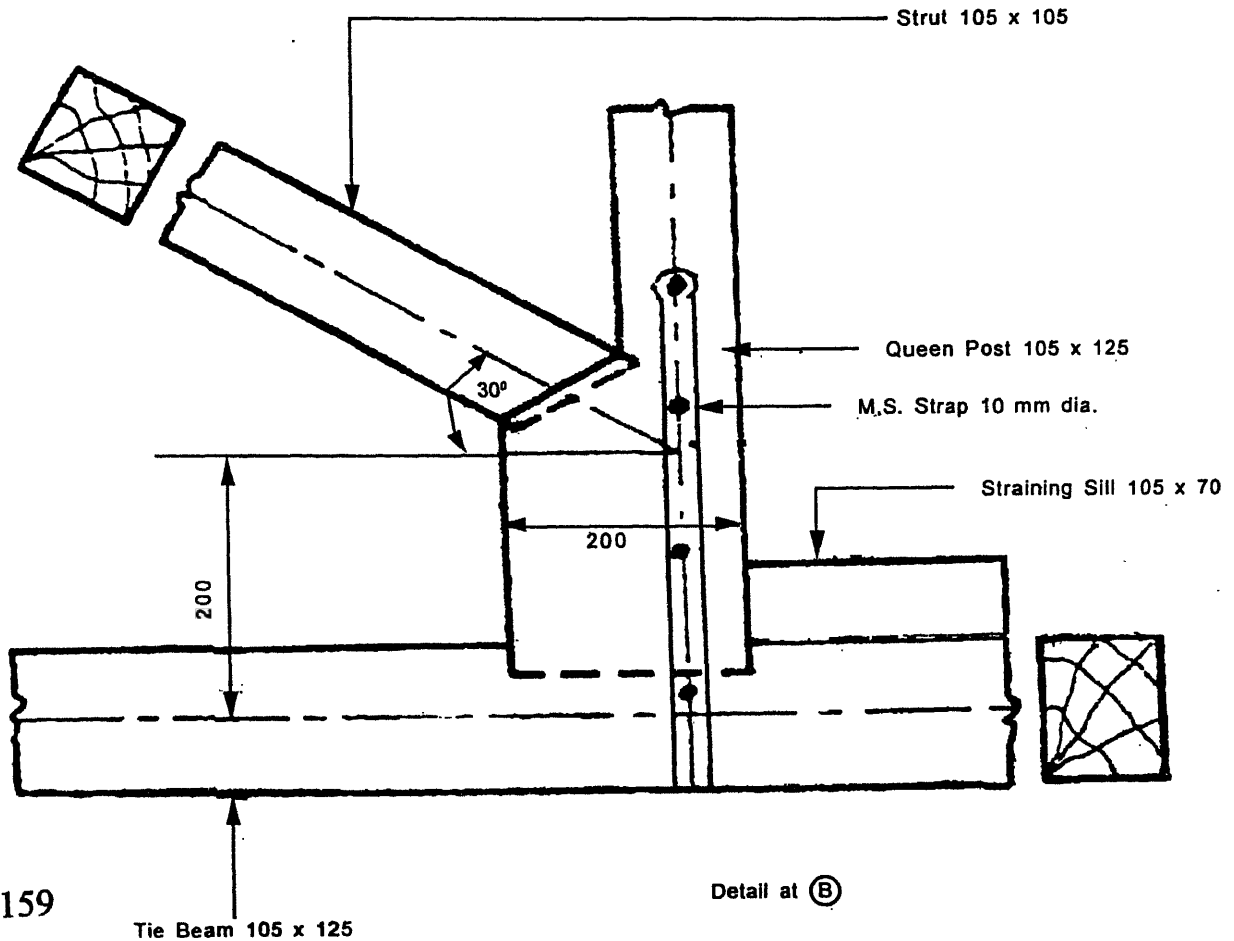 Strut 105 x 105
30º
Queen Post 105 x 125
M.S. Strap 10 mm dia.
Straining Sill 105 x 70
200
200
159
Detail at B
Tie Beam 105 x 125